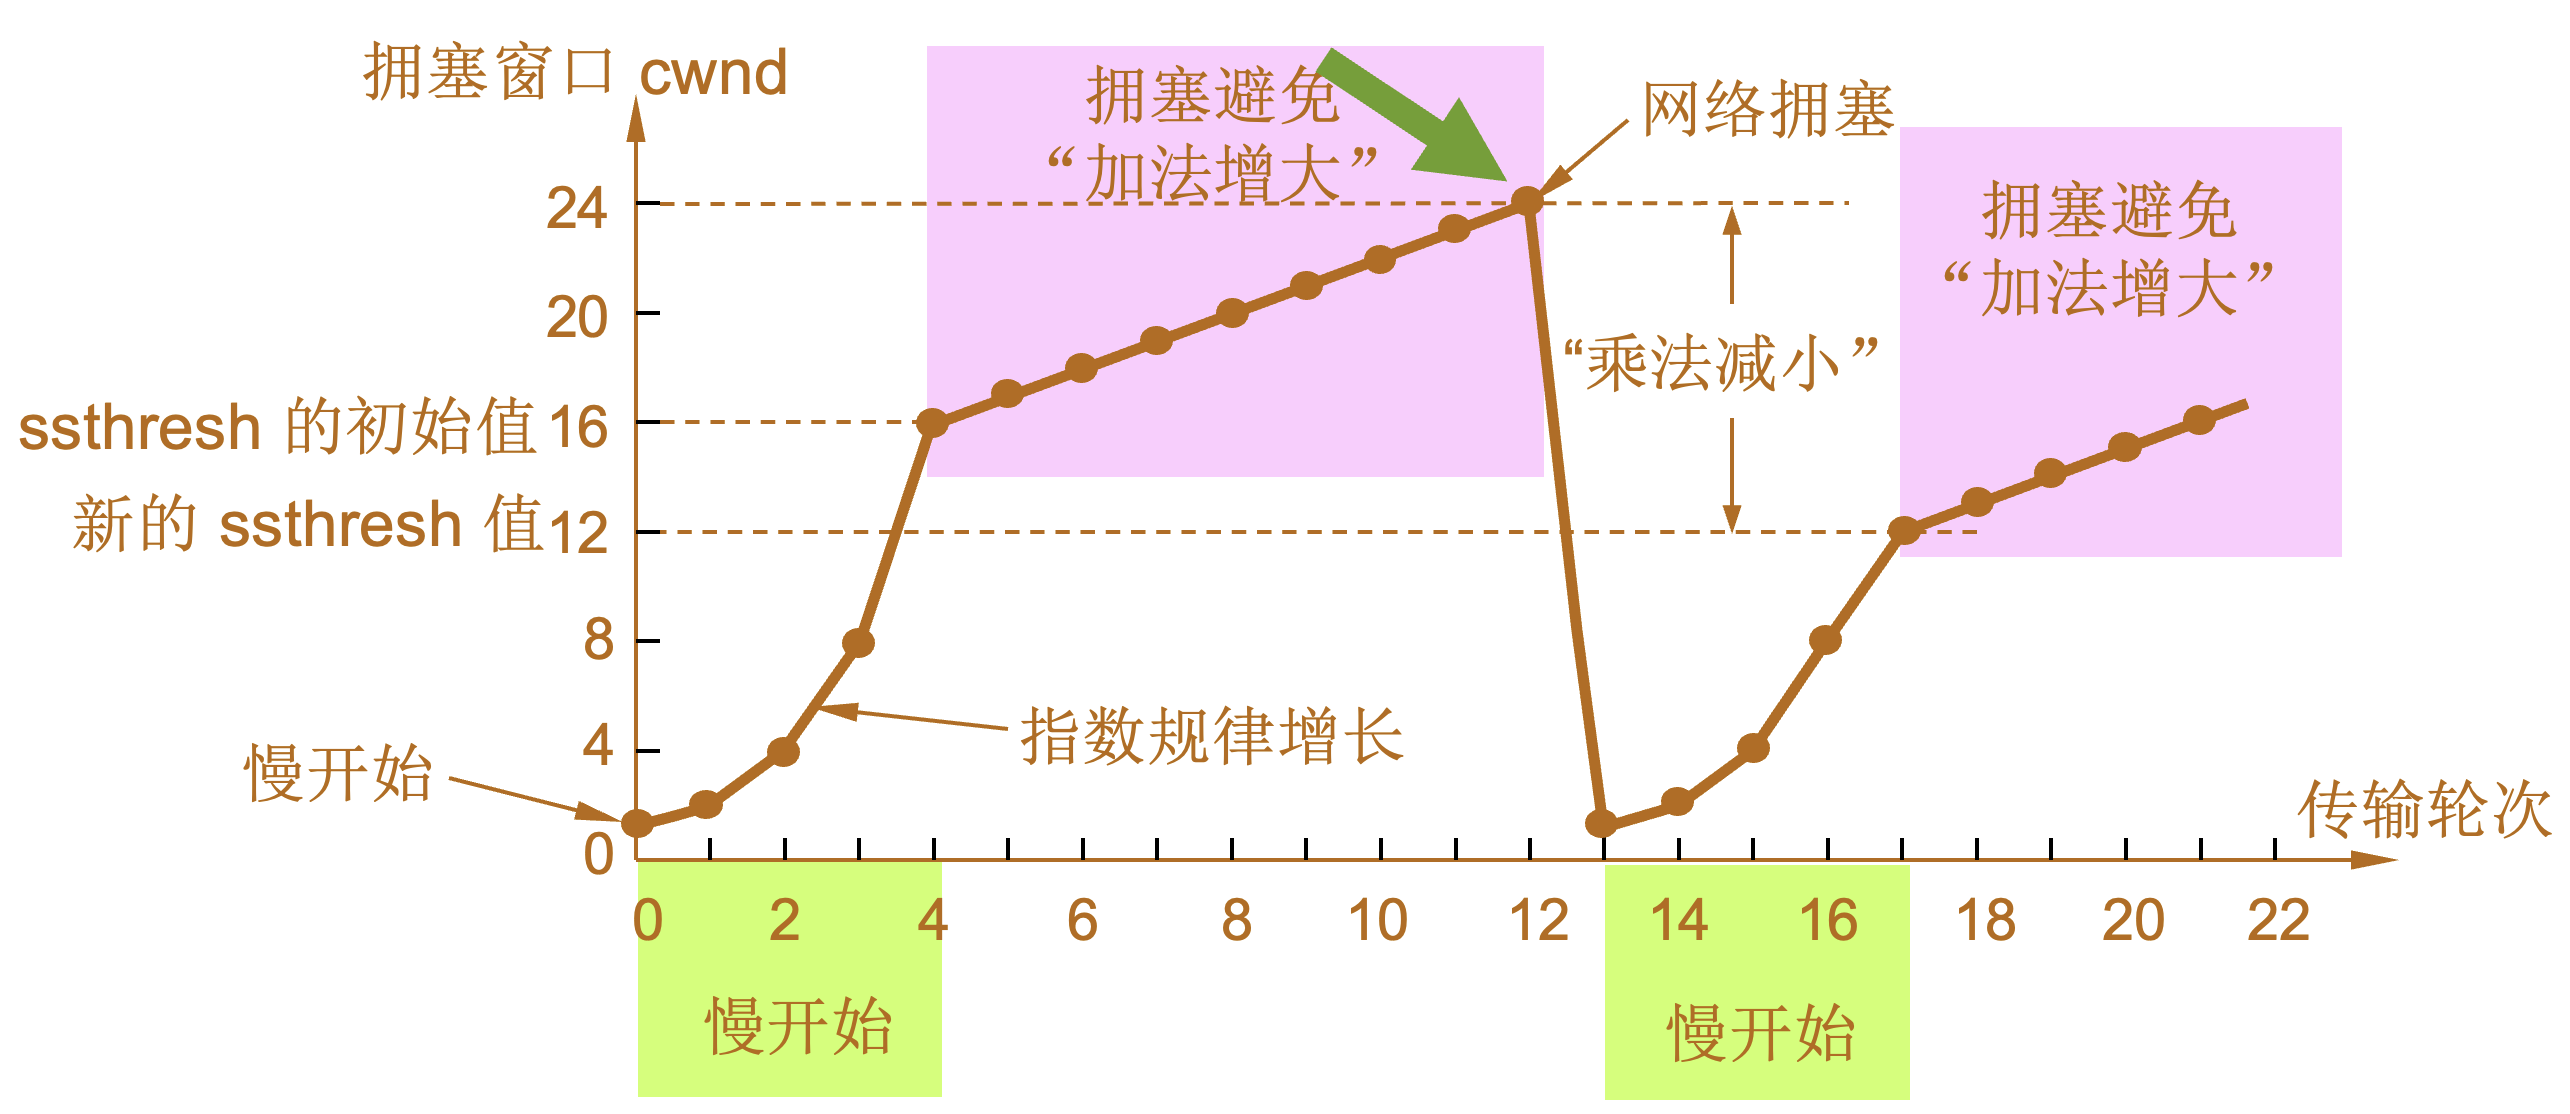 拥塞窗口 cwnd
拥塞避免
“加法增大”
网络拥塞
拥塞避免
“加法增大”
24
20
“乘法减小”
ssthresh 的初始值 16
新的 ssthresh 值 12
8
指数规律增长
4
慢开始
传输轮次
0
0 2 4 6 8 10 12 14 16 18 20 22
慢开始
慢开始